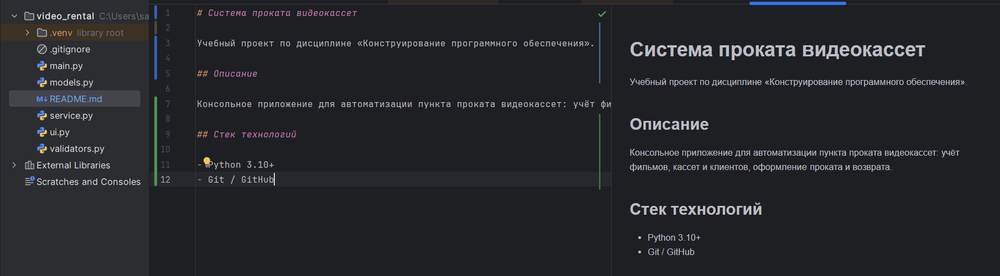 video_rental C:\Users\sa
.venv library root
.gitignore
main.py
models.py
README.md
service.py
ui.py
validators.py
External Libraries
Scratches and Consoles
1 # Система проката видеокассет
2
3 Учебный проект по дисциплине «Конструирование программного обеспечения».
4
5 ## Описание
6
7 Консольное приложение для автоматизации пункта проката видеокассет: учёт фи
8
9 ## Стек технологий
10
11 - Python 3.10+
12 - Git / GitHub
Система проката видеокассет
Учебный проект по дисциплине «Конструирование программного обеспечения».
Описание
Консольное приложение для автоматизации пункта проката видеокассет: учёт
фильмов, кассет и клиентов, оформление проката и возврата.
Стек технологий
• Python 3.10+
• Git / GitHub